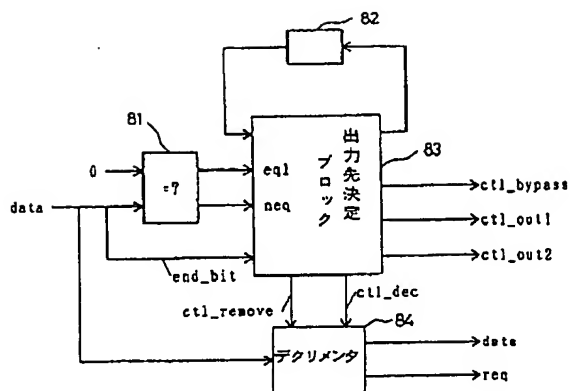 82
81
83
0
=?
data
eql
neq
end_bit
出力先決定
ブロック
ctl_bypass
ctl_out1
ctl_out2
ctl_remove
ctl_dec
84
デクリメンタ
data
req